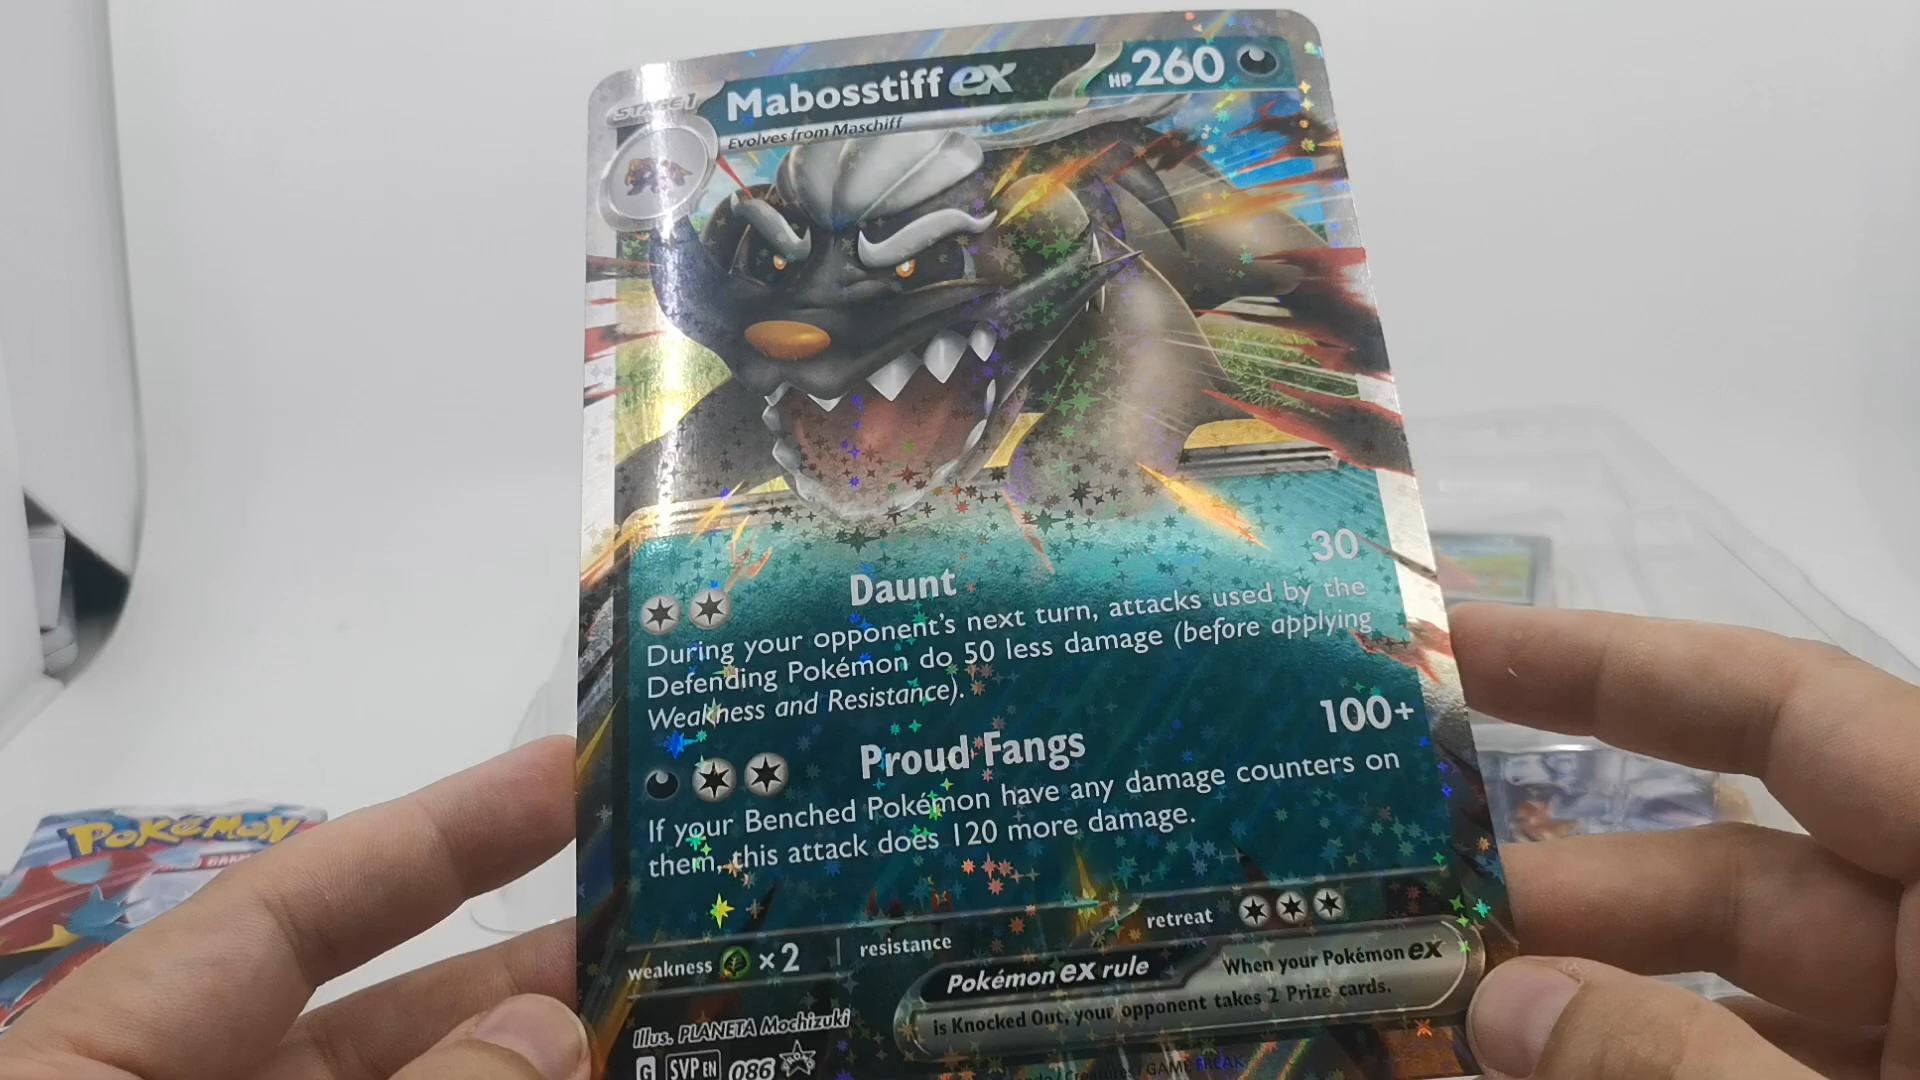 STAGE 1
Mabosstiff ex
HP 260
Evolves from Maschiff
Daunt 30
During your opponent's next turn, attacks used by the
Defending Pokémon do 50 less damage (before applying
Weakness and Resistance).
Proud Fangs 100+
If your Benched Pokémon have any damage counters on
them, this attack does 120 more damage.
weakness ×2 resistance retreat
Pokémon ex rule When your Pokémon ex
is Knocked Out, your opponent takes 2 Prize cards.
Illus. PLANETA Mochizuki
G SVP EN 086 PROMO
Creatures / GAME FREAK
POKéMON